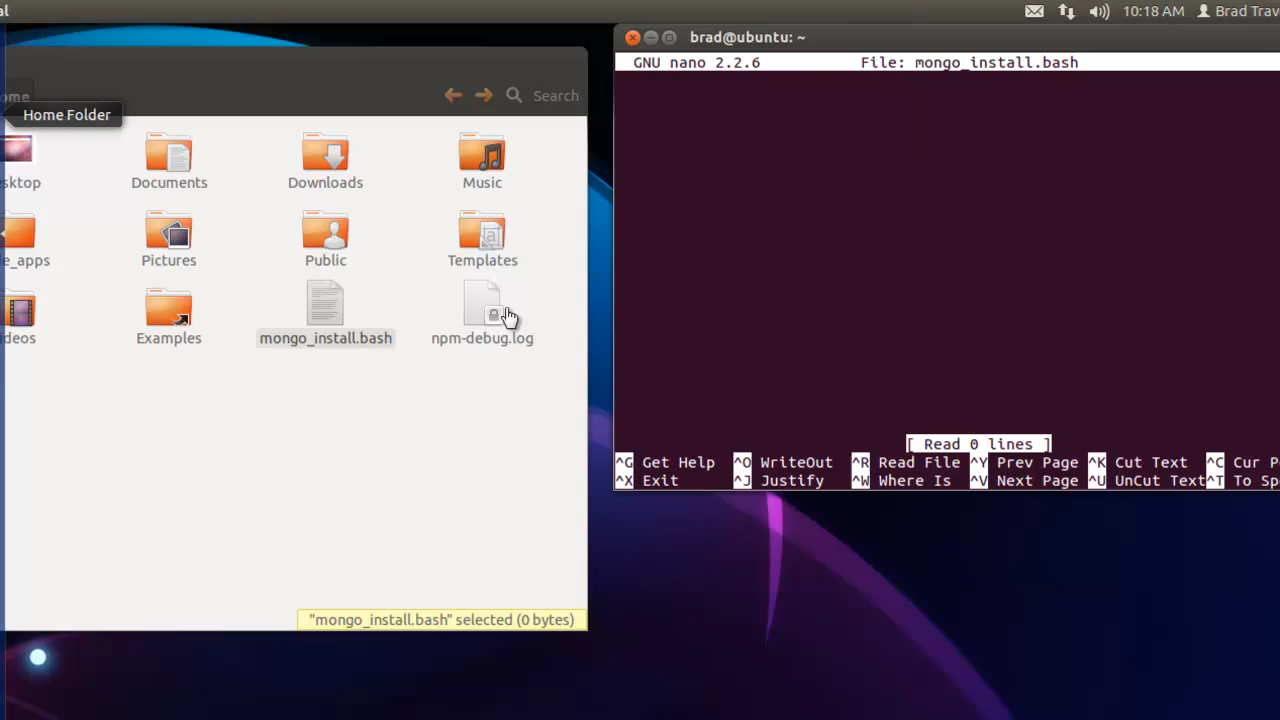 al
10:18 AM Brad Trav
ome
Search
Home Folder
sktop
Documents
Downloads
Music
e_apps
Pictures
Public
Templates
ideos
Examples
mongo_install.bash
npm-debug.log
"mongo_install.bash" selected (0 bytes)
brad@ubuntu: ~
GNU nano 2.2.6 File: mongo_install.bash
[ Read 0 lines ]
^G Get Help ^O WriteOut ^R Read File ^Y Prev Page ^K Cut Text ^C Cur P
^X Exit ^J Justify ^W Where Is ^V Next Page ^U UnCut Text ^T To Sp